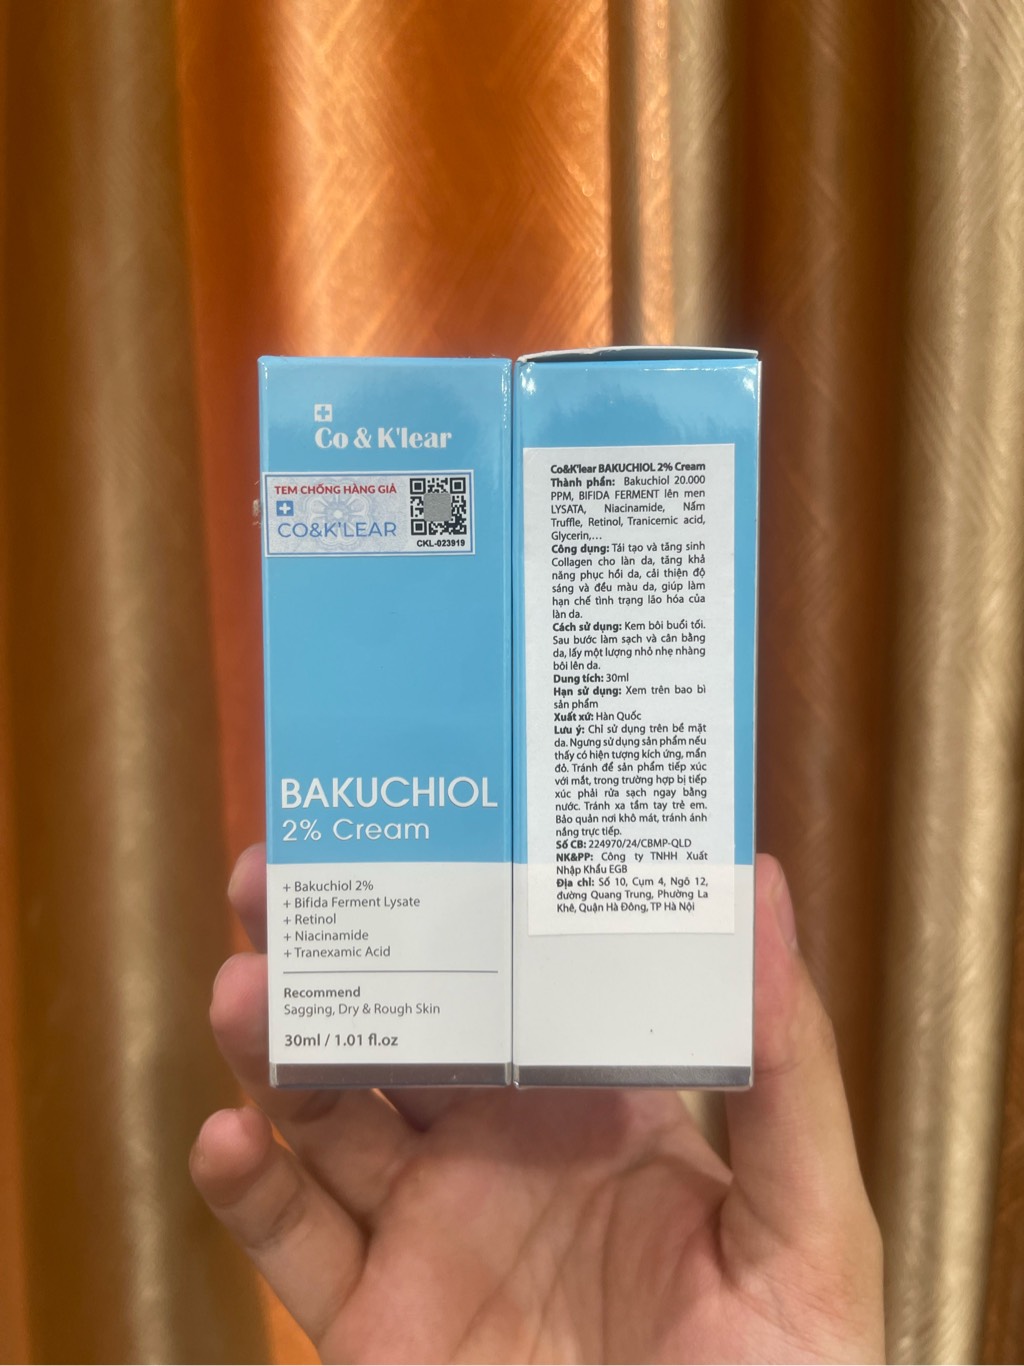 Co & K'lear
TEM CHỐNG HÀNG GIẢ
CO&K'LEAR
CKL-023919
BAKUCHIOL
2% Cream
+ Bakuchiol 2%
+ Bifida Ferment Lysate
+ Retinol
+ Niacinamide
+ Tranexamic Acid
Recommend
Sagging, Dry & Rough Skin
30ml / 1.01 fl.oz
Co&K'lear BAKUCHIOL 2% Cream
Thành phần: Bakuchiol 20.000
PPM, BIFIDA FERMENT lên men
LYSATA, Niacinamide, Nấm
Truffle, Retinol, Tranicemic acid,
Glycerin,...
Công dụng: Tái tạo và tăng sinh
Collagen cho làn da, tăng khả
năng phục hồi da, cải thiện độ
sáng và đều màu da, giúp làm
hạn chế tình trạng lão hóa của
làn da.
Cách sử dụng: Kem bôi buổi tối.
Sau bước làm sạch và cân bằng
da, lấy một lượng nhỏ nhẹ nhàng
bôi lên da.
Dung tích: 30ml
Hạn sử dụng: Xem trên bao bì
sản phẩm
Xuất xứ: Hàn Quốc
Lưu ý: Chỉ sử dụng trên bề mặt
da. Ngưng sử dụng sản phẩm nếu
thấy có hiện tượng kích ứng, mẩn
đỏ. Tránh để sản phẩm tiếp xúc
với mắt, trong trường hợp bị tiếp
xúc phải rửa sạch ngay bằng
nước. Tránh xa tầm tay trẻ em.
Bảo quản nơi khô mát, tránh ánh
nắng trực tiếp.
Số CB: 224970/24/CBMP-QLD
NK&PP: Công ty TNHH Xuất
Nhập Khẩu EGB
Địa chỉ: Số 10, Cụm 4, Ngõ 12,
đường Quang Trung, Phường La
Khê, Quận Hà Đông, TP Hà Nội